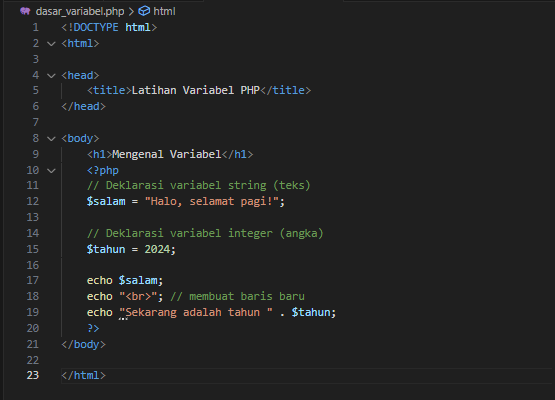 dasar_variabel.php > html
1 <!DOCTYPE html>
2 <html>
3
4 <head>
5 <title>Latihan Variabel PHP</title>
6 </head>
7
8 <body>
9 <h1>Mengenal Variabel</h1>
10 <?php
11 // Deklarasi variabel string (teks)
12 $salam = "Halo, selamat pagi!";
13
14 // Deklarasi variabel integer (angka)
15 $tahun = 2024;
16
17 echo $salam;
18 echo "<br>"; // membuat baris baru
19 echo "Sekarang adalah tahun " . $tahun;
20 ?>
21 </body>
22
23 </html>